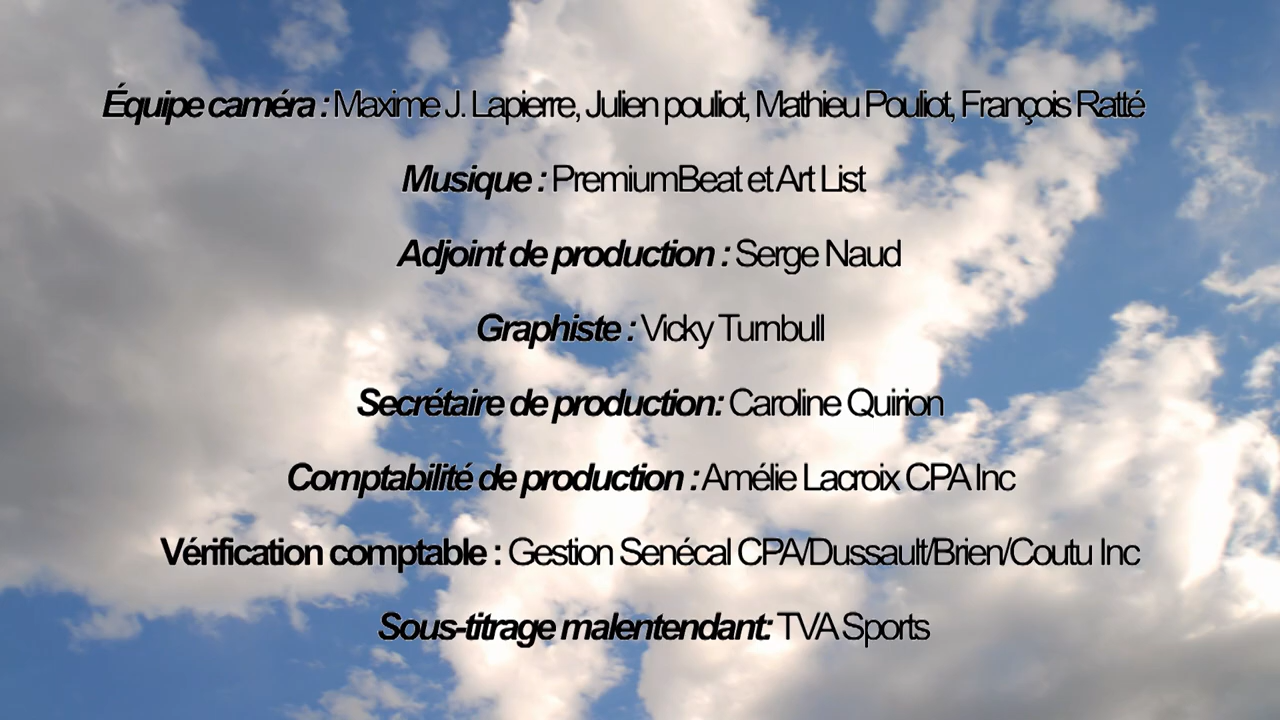 Équipe caméra : Maxime J. Lapierre, Julien pouliot, Mathieu Pouliot, François Ratté
Musique : PremiumBeat et Art List
Adjoint de production : Serge Naud
Graphiste : Vicky Turnbull
Secrétaire de production: Caroline Quirion
Comptabilité de production : Amélie Lacroix CPA Inc
Vérification comptable : Gestion Senécal CPA/Dussault/Brien/Coutu Inc
Sous-titrage malentendant: TVA Sports